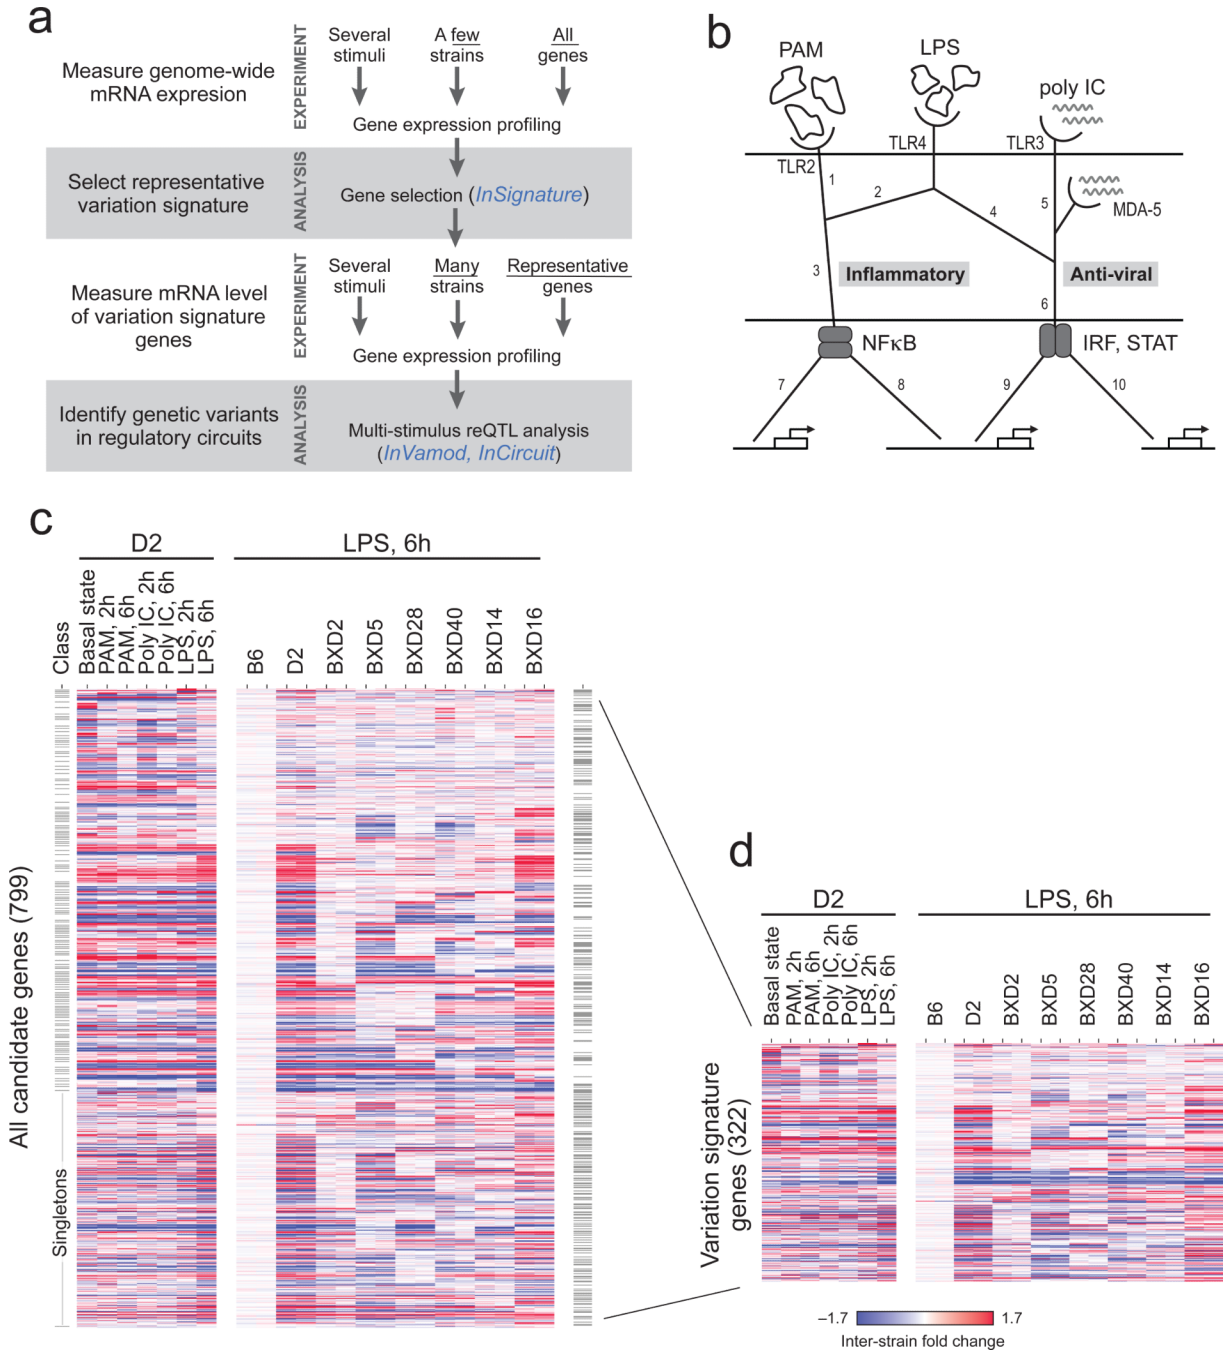 a
Measure genome-wide
mRNA expresion
EXPERIMENT
Several
stimuli
A few
strains
All
genes
Gene expression profiling
Select representative
variation signature
ANALYSIS
Gene selection (InSignature)
Measure mRNA level
of variation signature
genes
EXPERIMENT
Several
stimuli
Many
strains
Representative
genes
Gene expression profiling
Identify genetic variants
in regulatory circuits
ANALYSIS
Multi-stimulus reQTL analysis
(InVamod, InCircuit)
b
PAM
LPS
poly IC
TLR2
TLR4
TLR3
MDA-5
1
2
3
4
5
6
Inflammatory
Anti-viral
NFκB
IRF, STAT
7
8
9
10
c
D2
LPS, 6h
Class
Basal state
PAM, 2h
PAM, 6h
Poly IC, 2h
Poly IC, 6h
LPS, 2h
LPS, 6h
B6
D2
BXD2
BXD5
BXD28
BXD40
BXD14
BXD16
All candidate genes (799)
Singletons
d
D2
LPS, 6h
Basal state
PAM, 2h
PAM, 6h
Poly IC, 2h
Poly IC, 6h
LPS, 2h
LPS, 6h
B6
D2
BXD2
BXD5
BXD28
BXD40
BXD14
BXD16
Variation signature
genes (322)
–1.7
1.7
Inter-strain fold change